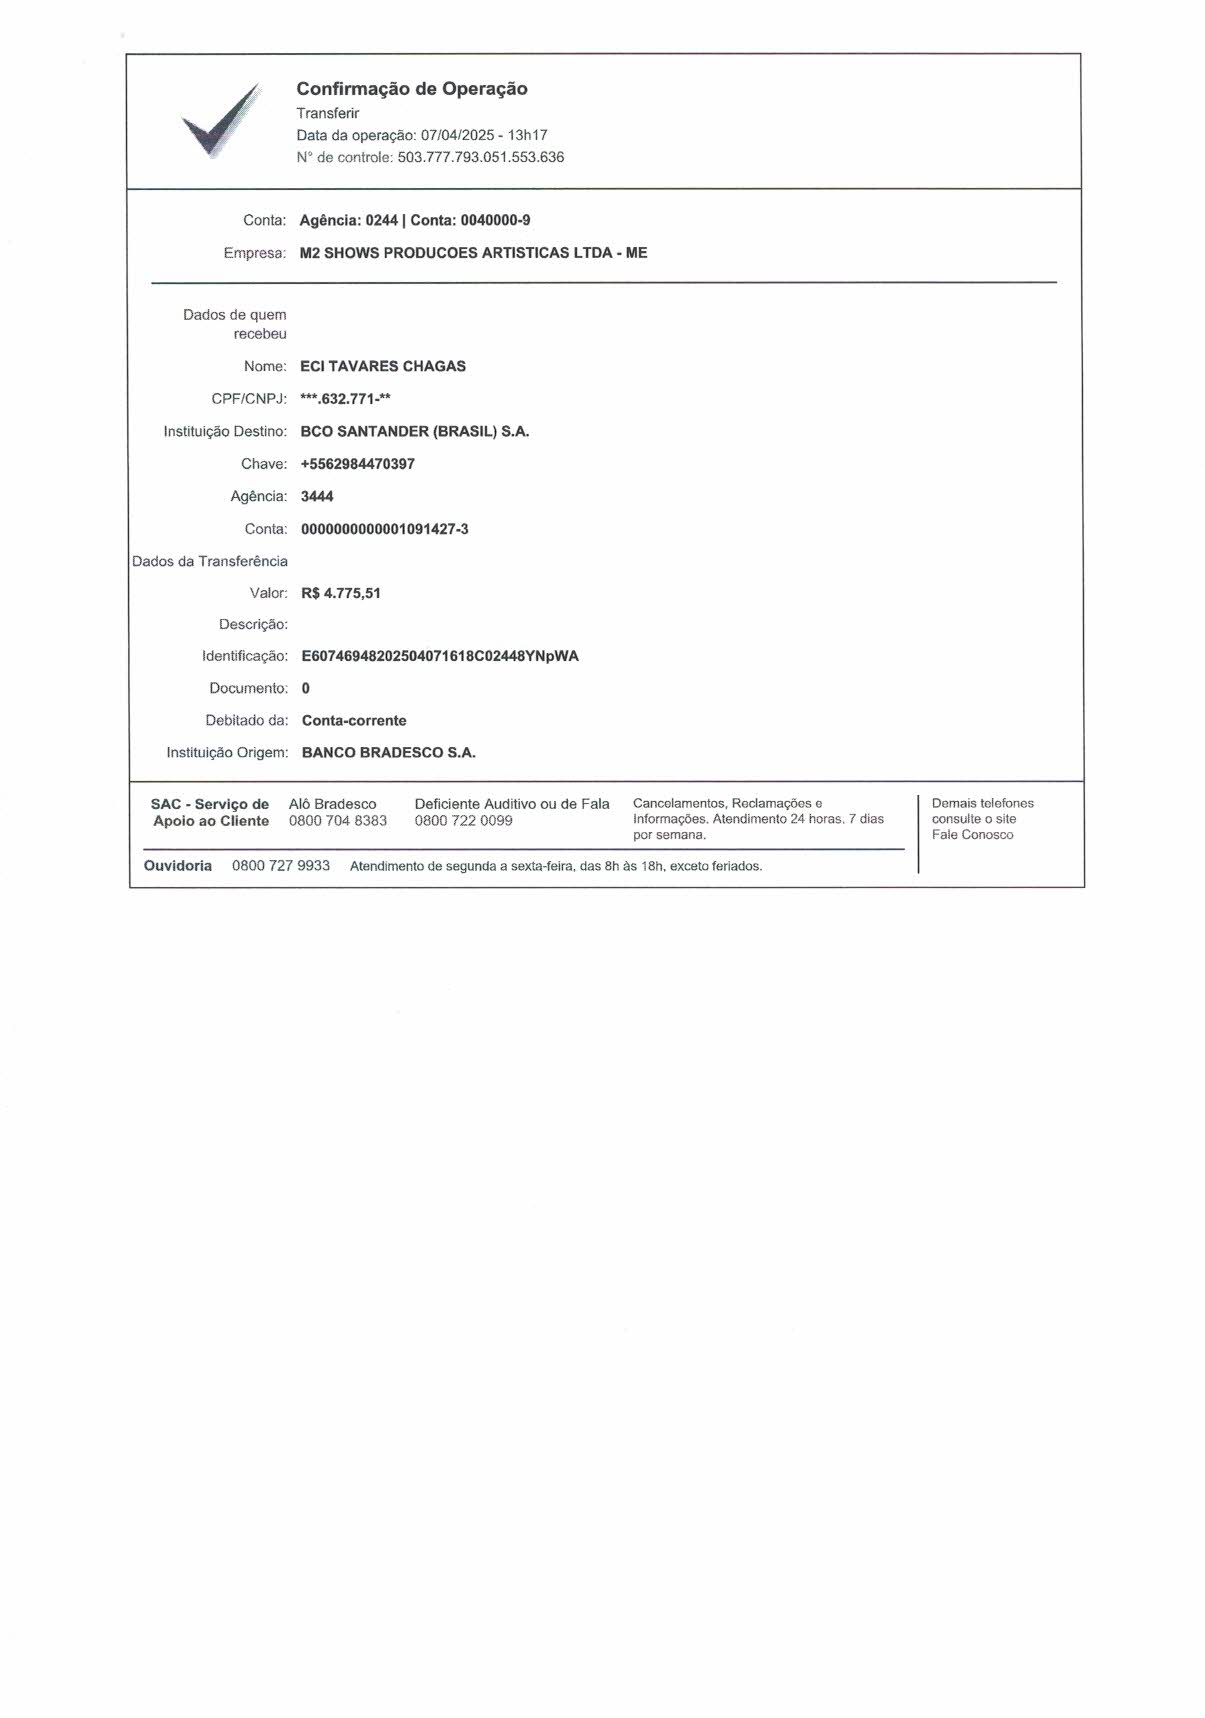 Confirmação de Operação
Transferir
Data da operação: 07/04/2025 - 13h17
N° de controle: 503.777.793.051.553.636
Conta: Agência: 0244 | Conta: 0040000-9
Empresa: M2 SHOWS PRODUCOES ARTISTICAS LTDA - ME
Dados de quem
recebeu
Nome: ECI TAVARES CHAGAS
CPF/CNPJ: ***.632.771-**
Instituição Destino: BCO SANTANDER (BRASIL) S.A.
Chave: +5562984470397
Agência: 3444
Conta: 0000000000001091427-3
Dados da Transferência
Valor: R$ 4.775,51
Descrição:
Identificação: E60746948202504071618C02448YNpWA
Documento: 0
Debitado da: Conta-corrente
Instituição Origem: BANCO BRADESCO S.A.
SAC - Serviço de
Apoio ao Cliente
Alô Bradesco
0800 704 8383
Deficiente Auditivo ou de Fala
0800 722 0099
Cancelamentos, Reclamações e
Informações. Atendimento 24 horas, 7 dias
por semana.
Demais telefones
consulte o site
Fale Conosco
Ouvidoria 0800 727 9933 Atendimento de segunda a sexta-feira, das 8h às 18h, exceto feriados.